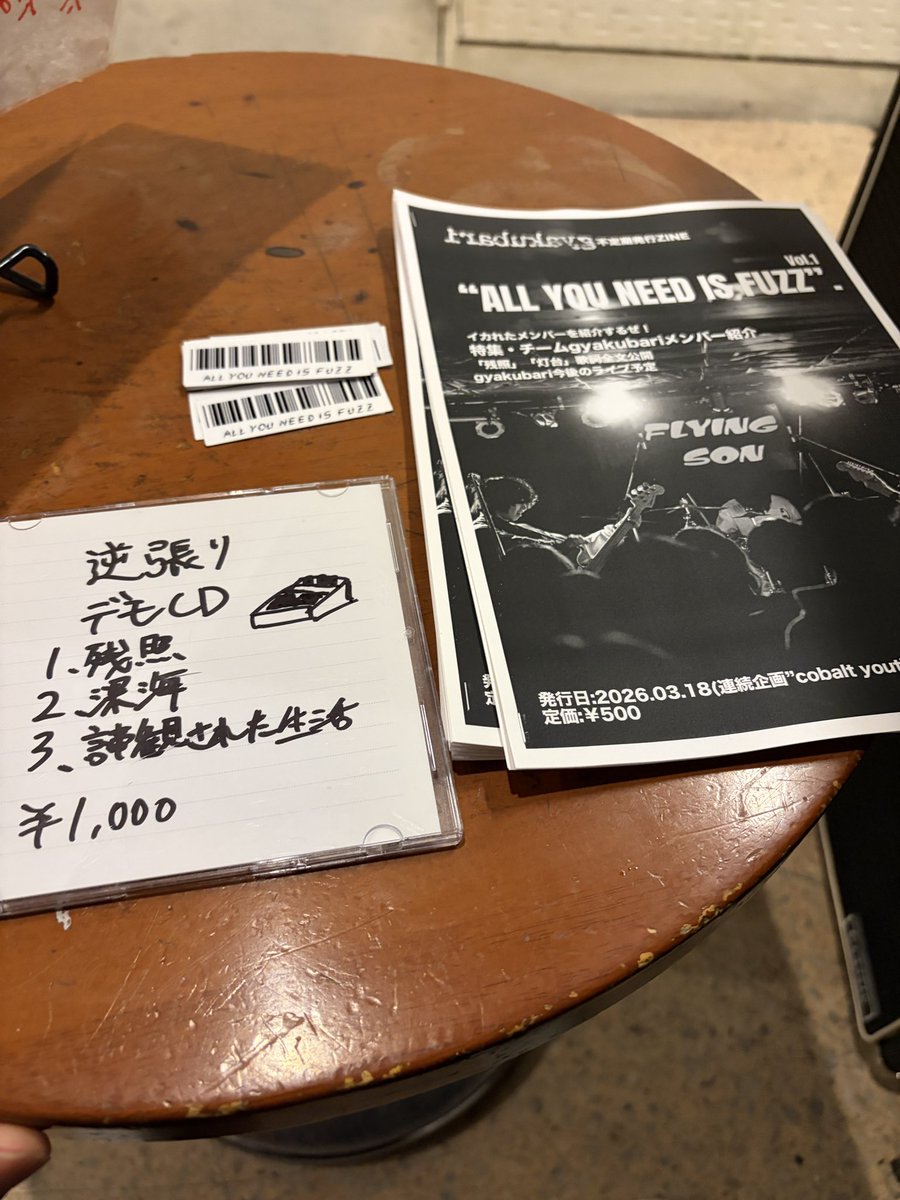 gyakubari 不定期発行ZINE
Vol.1
“ALL YOU NEED IS FUZZ”.
イカれたメンバーを紹介するぜ！
特集・チームgyakubariメンバー紹介
『残照』『灯台』歌詞全文公開
gyakubari今後のライブ予定
FLYING
SON
発行日:2026.03.18(連続企画”cobalt yout
定価:¥500
定
ALL YOU NEED IS FUZZ
ALL YOU NEED IS FUZZ
逆張り
デモCD
1、残照
2、深海
3、諦観された生活
¥1,000